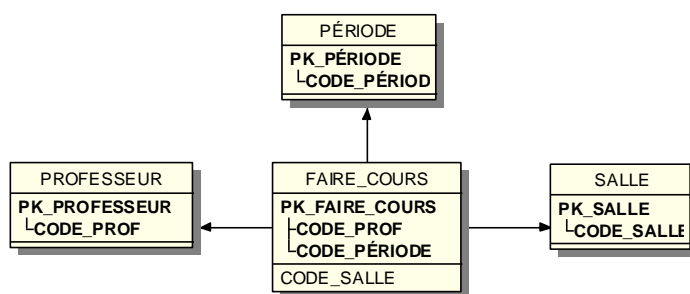 PÉRIODE
PK_PÉRIODE
CODE_PÉRIOD
PROFESSEUR
PK_PROFESSEUR
CODE_PROF
FAIRE_COURS
PK_FAIRE_COURS
CODE_PROF
CODE_PÉRIODE
CODE_SALLE
SALLE
PK_SALLE
CODE_SALLE